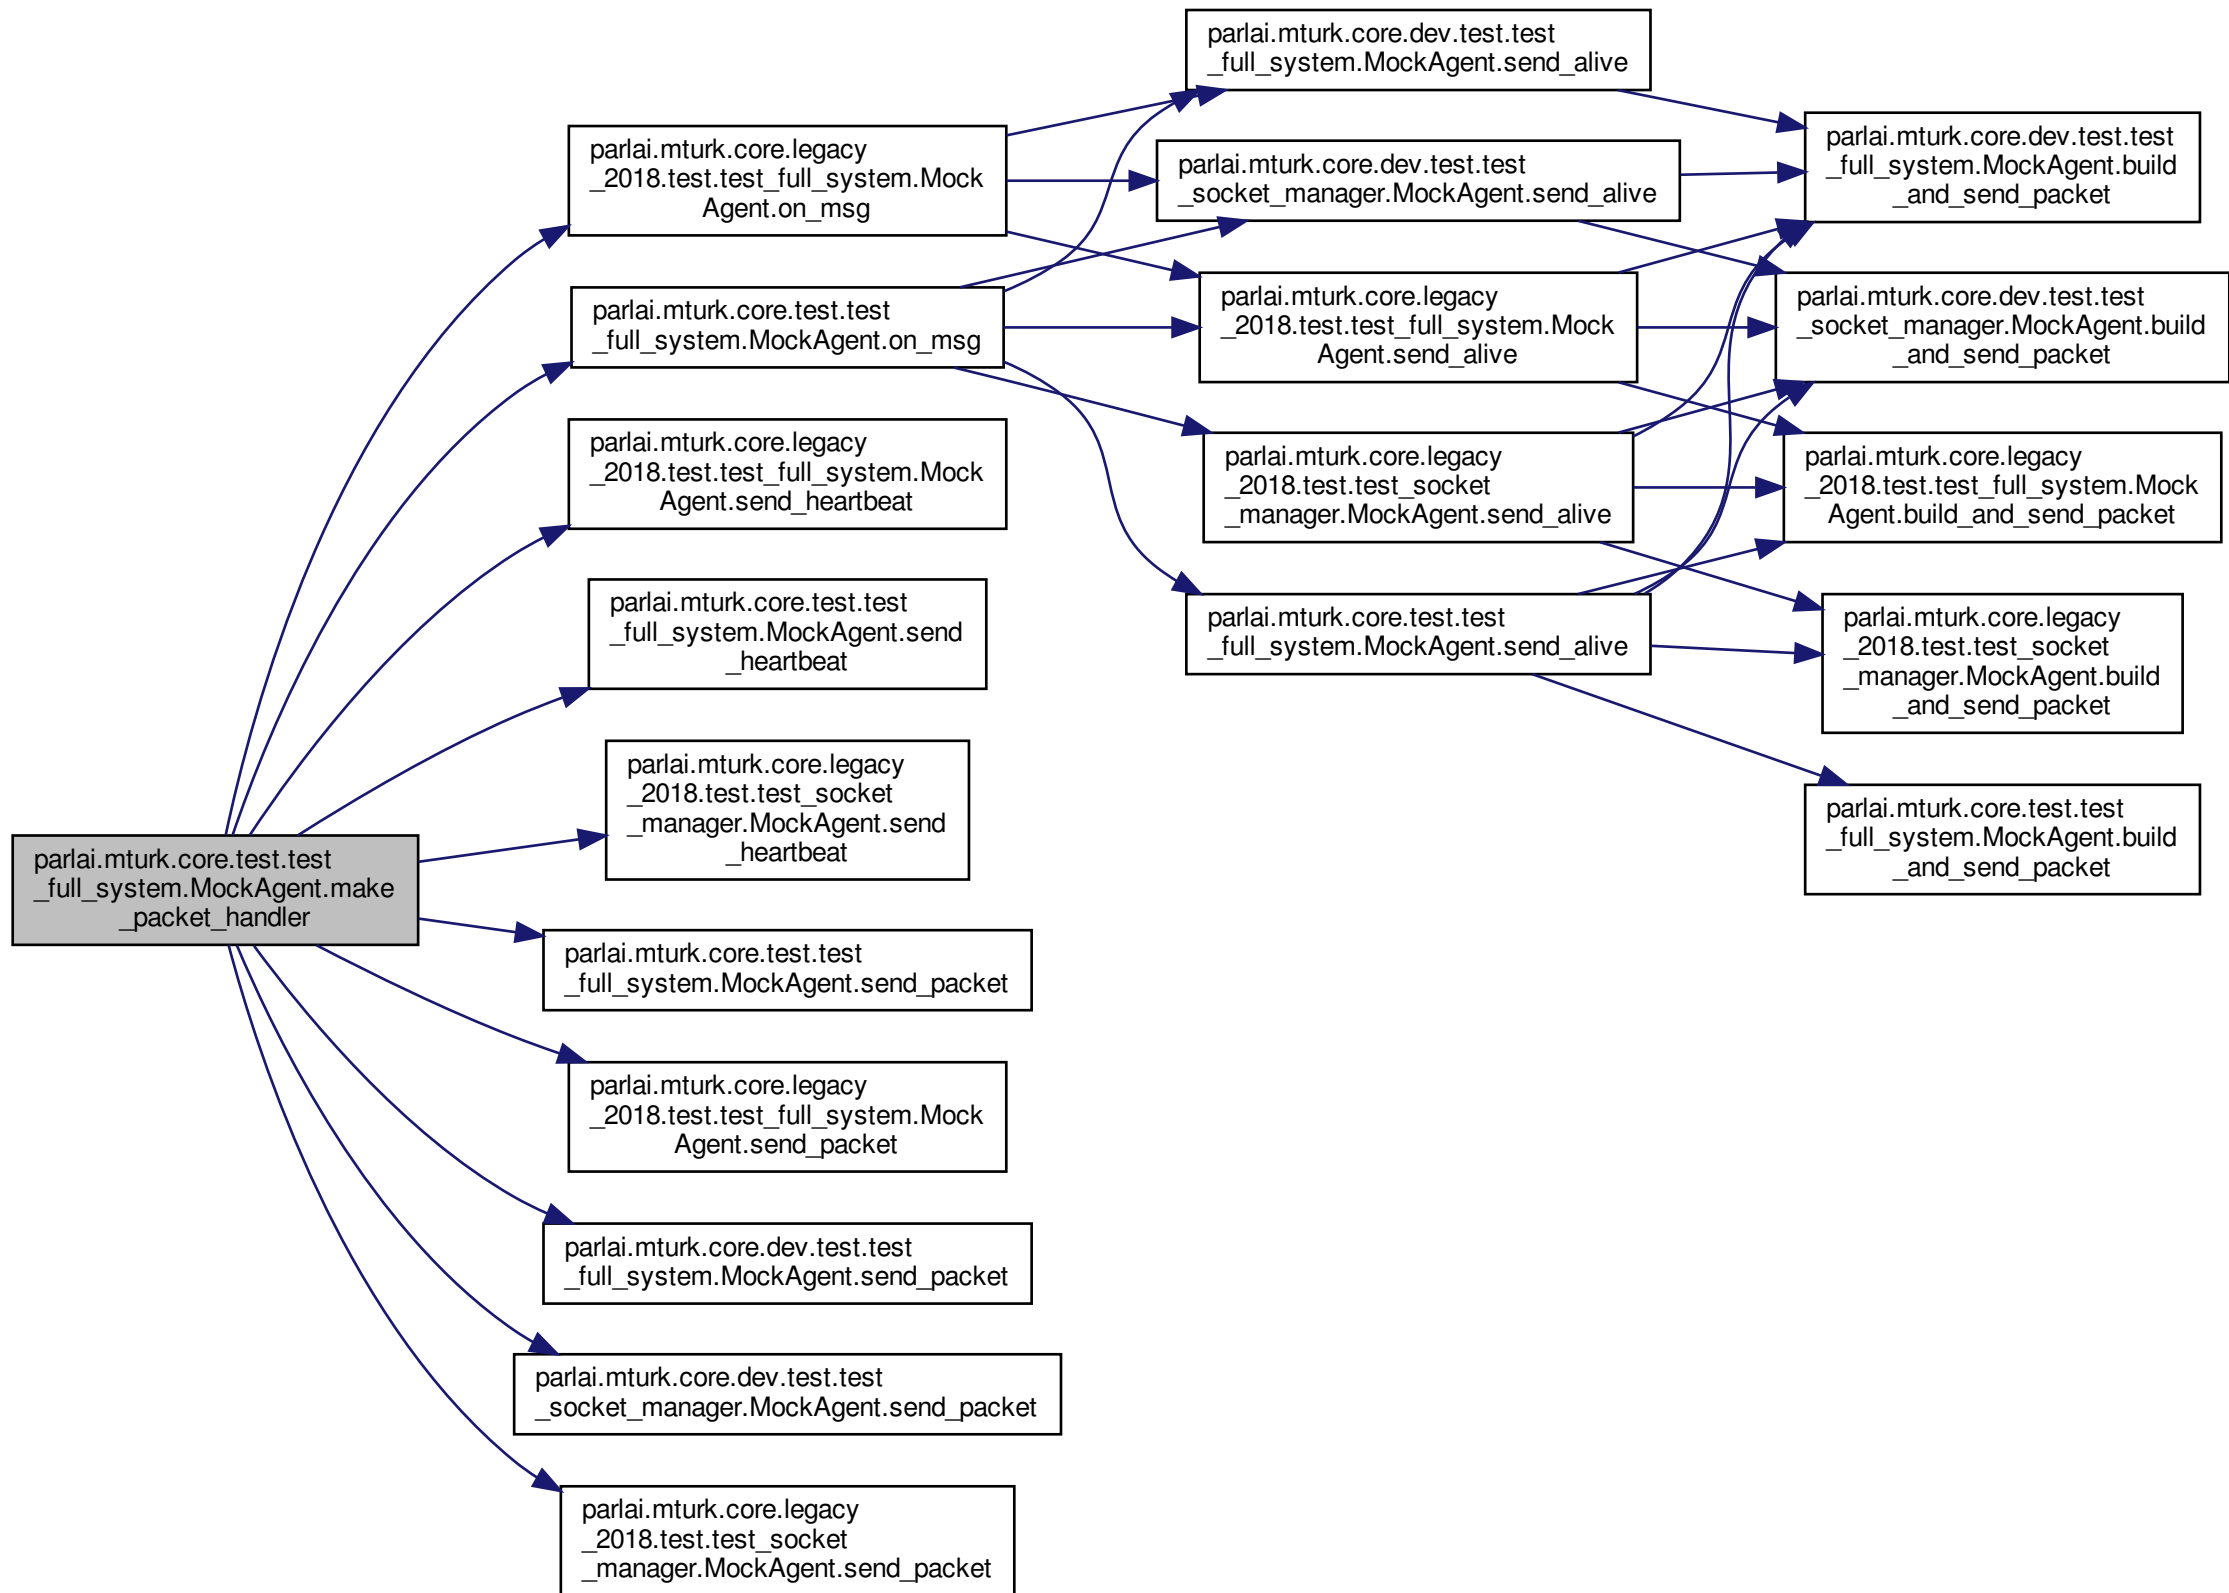 parlai.mturk.core.test.test
_full_system.MockAgent.make
_packet_handler
parlai.mturk.core.legacy
_2018.test.test_full_system.Mock
Agent.on_msg
parlai.mturk.core.test.test
_full_system.MockAgent.on_msg
parlai.mturk.core.legacy
_2018.test.test_full_system.Mock
Agent.send_heartbeat
parlai.mturk.core.test.test
_full_system.MockAgent.send
_heartbeat
parlai.mturk.core.legacy
_2018.test.test_socket
_manager.MockAgent.send
_heartbeat
parlai.mturk.core.test.test
_full_system.MockAgent.send_packet
parlai.mturk.core.legacy
_2018.test.test_full_system.Mock
Agent.send_packet
parlai.mturk.core.dev.test.test
_full_system.MockAgent.send_packet
parlai.mturk.core.dev.test.test
_socket_manager.MockAgent.send_packet
parlai.mturk.core.legacy
_2018.test.test_socket
_manager.MockAgent.send_packet
parlai.mturk.core.dev.test.test
_full_system.MockAgent.send_alive
parlai.mturk.core.dev.test.test
_socket_manager.MockAgent.send_alive
parlai.mturk.core.legacy
_2018.test.test_full_system.Mock
Agent.send_alive
parlai.mturk.core.legacy
_2018.test.test_socket
_manager.MockAgent.send_alive
parlai.mturk.core.test.test
_full_system.MockAgent.send_alive
parlai.mturk.core.dev.test.test
_full_system.MockAgent.build
_and_send_packet
parlai.mturk.core.dev.test.test
_socket_manager.MockAgent.build
_and_send_packet
parlai.mturk.core.legacy
_2018.test.test_full_system.Mock
Agent.build_and_send_packet
parlai.mturk.core.legacy
_2018.test.test_socket
_manager.MockAgent.build
_and_send_packet
parlai.mturk.core.test.test
_full_system.MockAgent.build
_and_send_packet